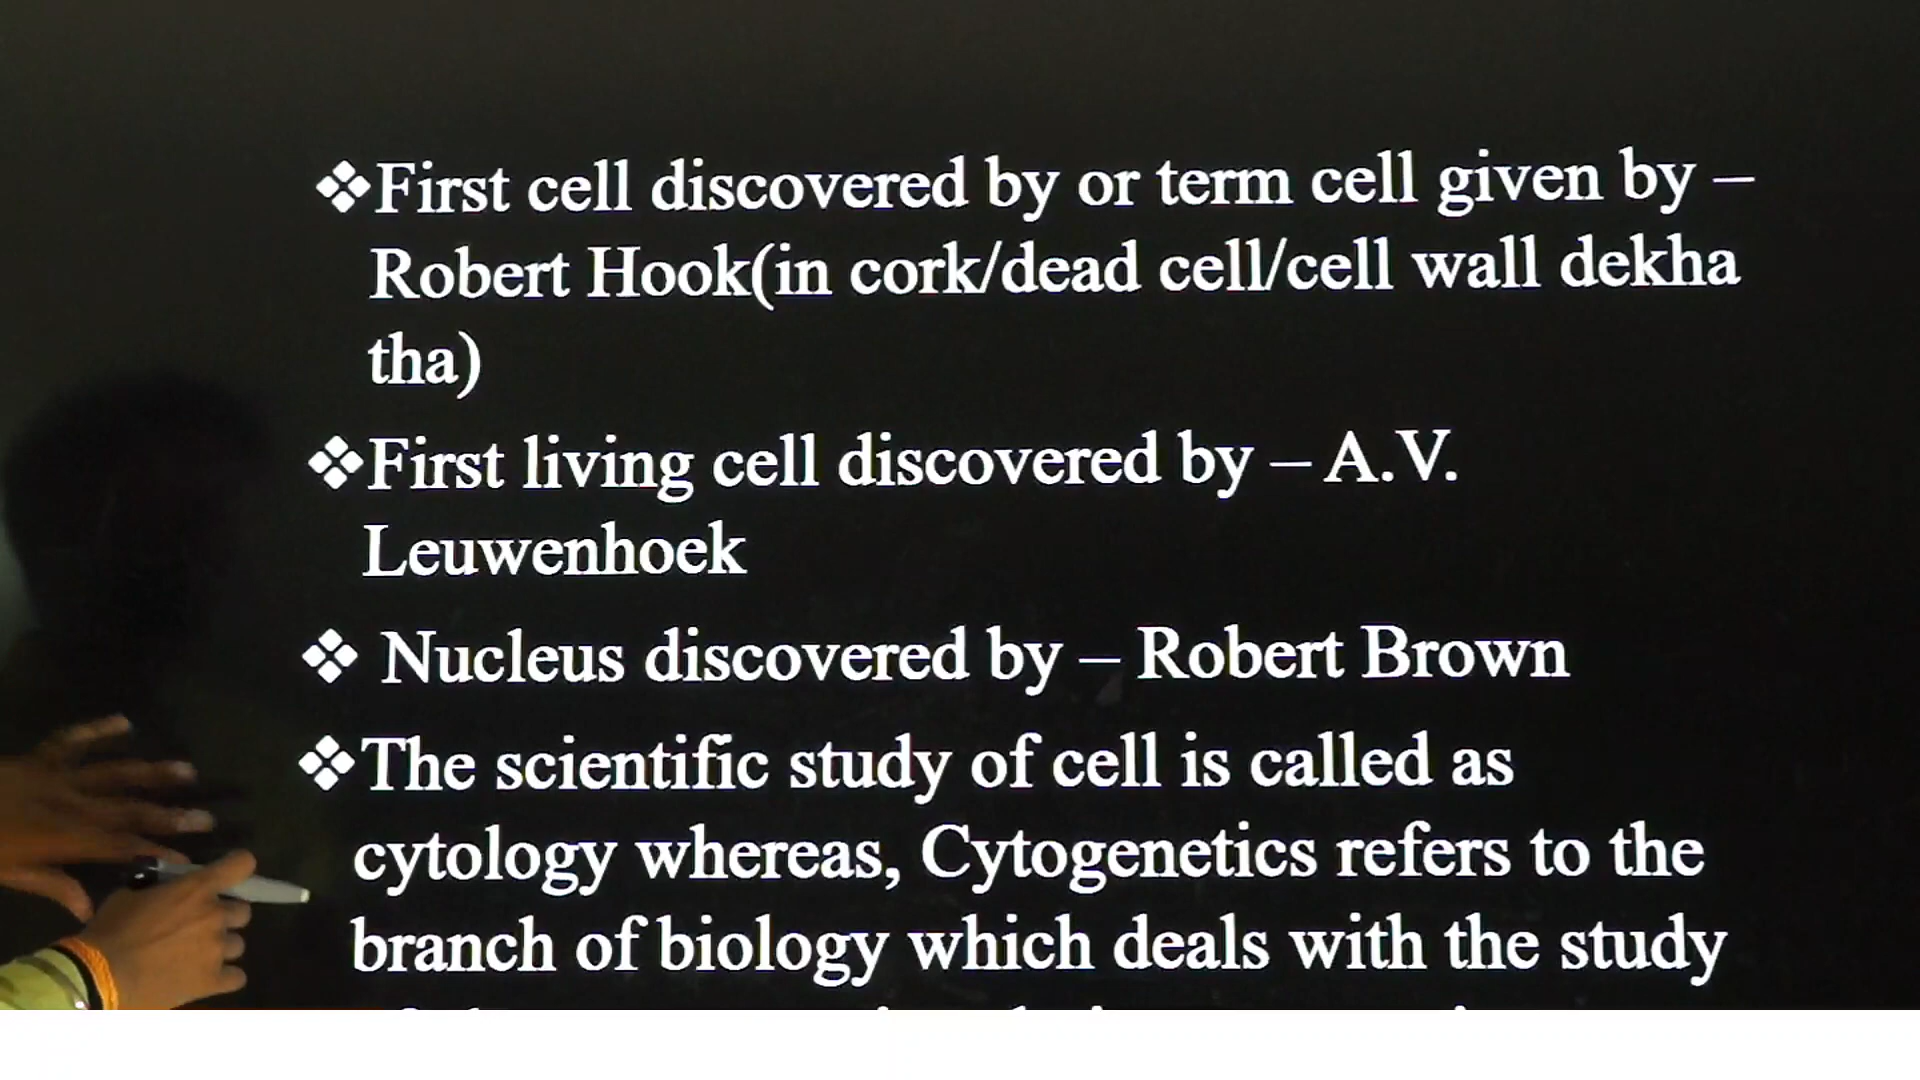 ❖First cell discovered by or term cell given by –
Robert Hook(in cork/dead cell/cell wall dekha
tha)
❖First living cell discovered by – A.V.
Leuwenhoek
❖ Nucleus discovered by – Robert Brown
❖The scientific study of cell is called as
cytology whereas, Cytogenetics refers to the
branch of biology which deals with the study